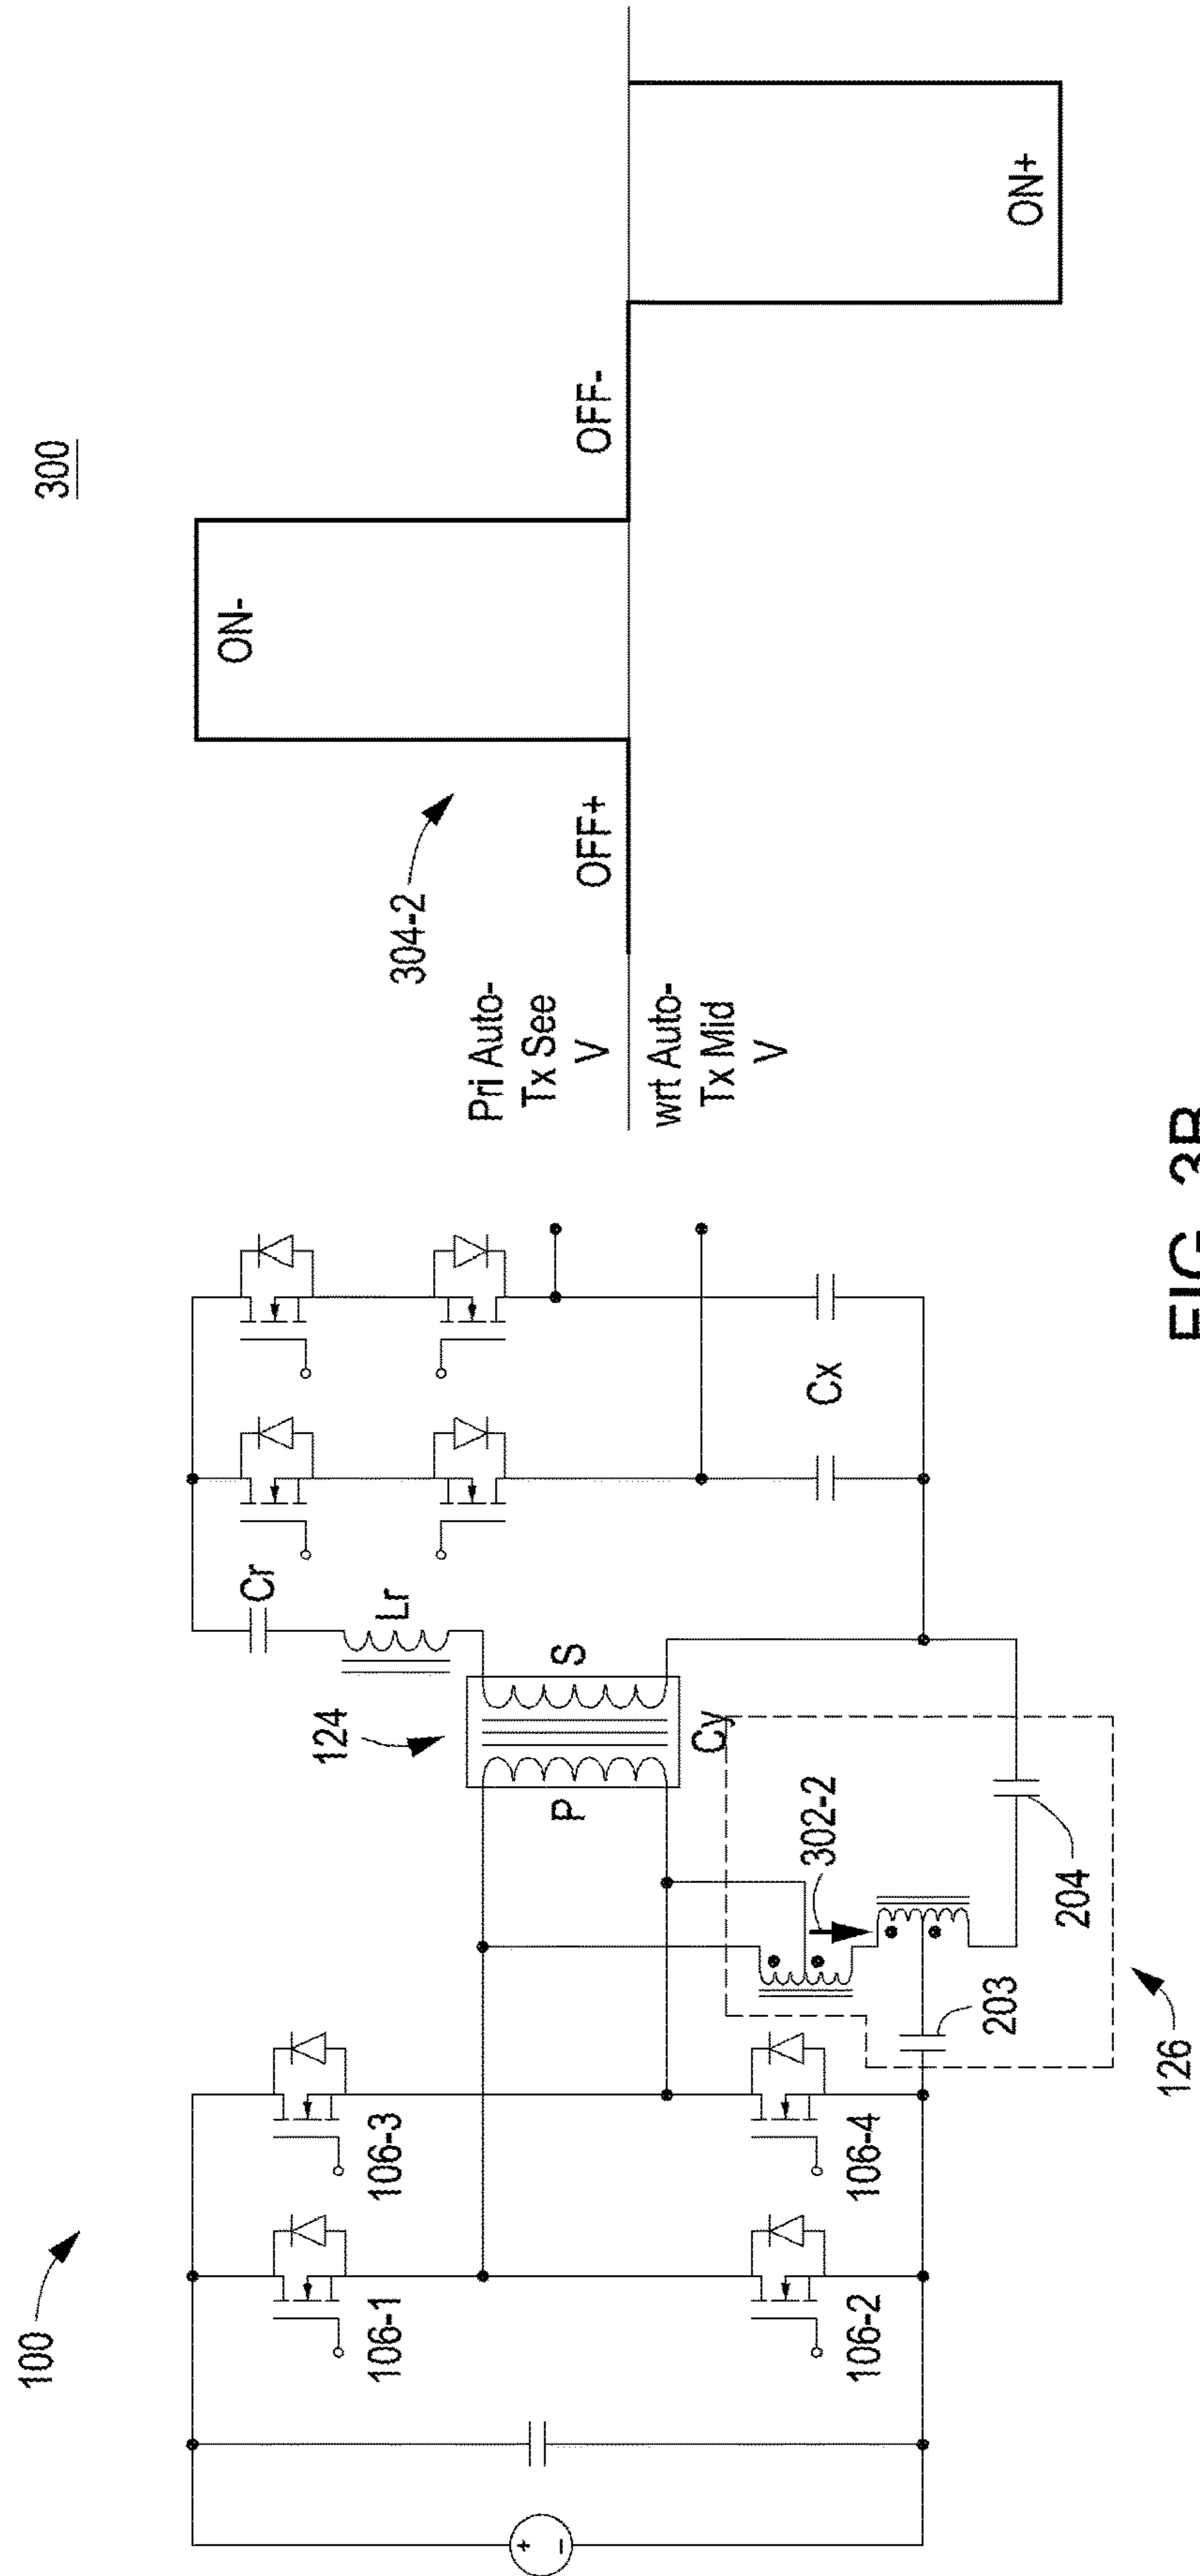 300
100
106-1
106-3
106-2
106-4
+
-
124
P
S
Cy
Lr
Cr
Cx
302-2
203
204
126
304-2
Pri Auto-
Tx See
V
wrt Auto-
Tx Mid
V
OFF+
ON-
OFF-
ON+
FIG. 3B